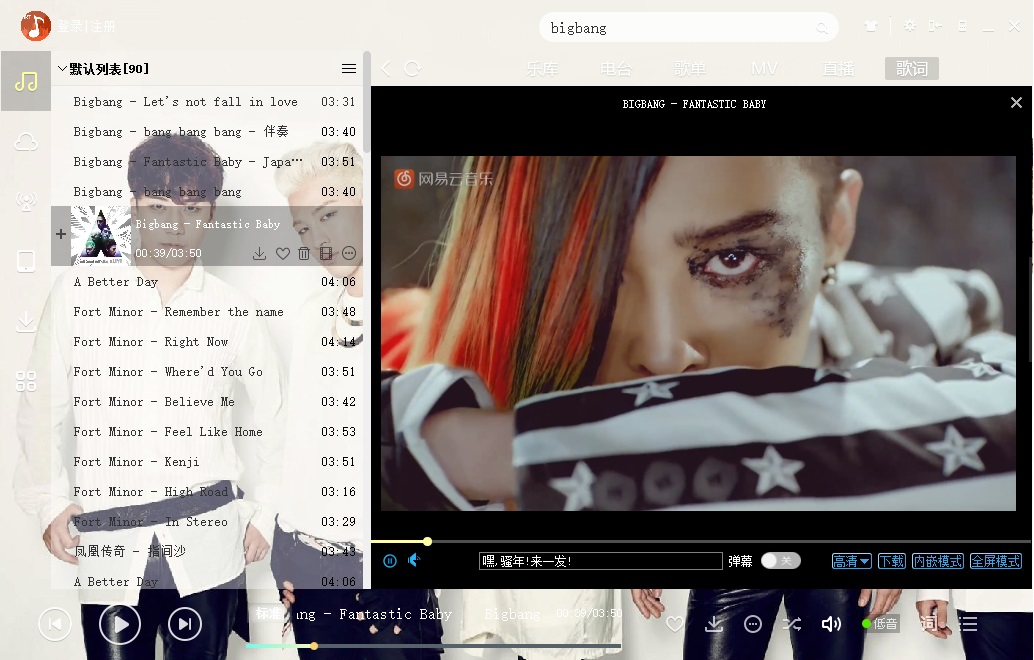 登录|注册
bigbang
默认列表[90]
乐库 电台 歌单 MV 直播 歌词
Bigbang - Let's not fall in love 03:31
Bigbang - bang bang bang - 伴奏 03:40
Bigbang - Fantastic Baby - Japa… 03:51
Bigbang - bang bang bang 03:40
Bigbang - Fantastic Baby
00:39/03:50
A Better Day 04:06
Fort Minor - Remember the name 03:48
Fort Minor - Right Now 04:14
Fort Minor - Where'd You Go 03:51
Fort Minor - Believe Me 03:42
Fort Minor - Feel Like Home 03:53
Fort Minor - Kenji 03:51
Fort Minor - High Road 03:16
Fort Minor - In Stereo 03:29
凤凰传奇 - 指间沙 03:43
A Better Day 04:06
BIGBANG - FANTASTIC BABY
网易云音乐
嘿,骚年!来一发! 弹幕 关 高清 下载 内嵌模式 全屏模式
标准 ang - Fantastic Baby Bigbang 00:39/03:50
低音 词